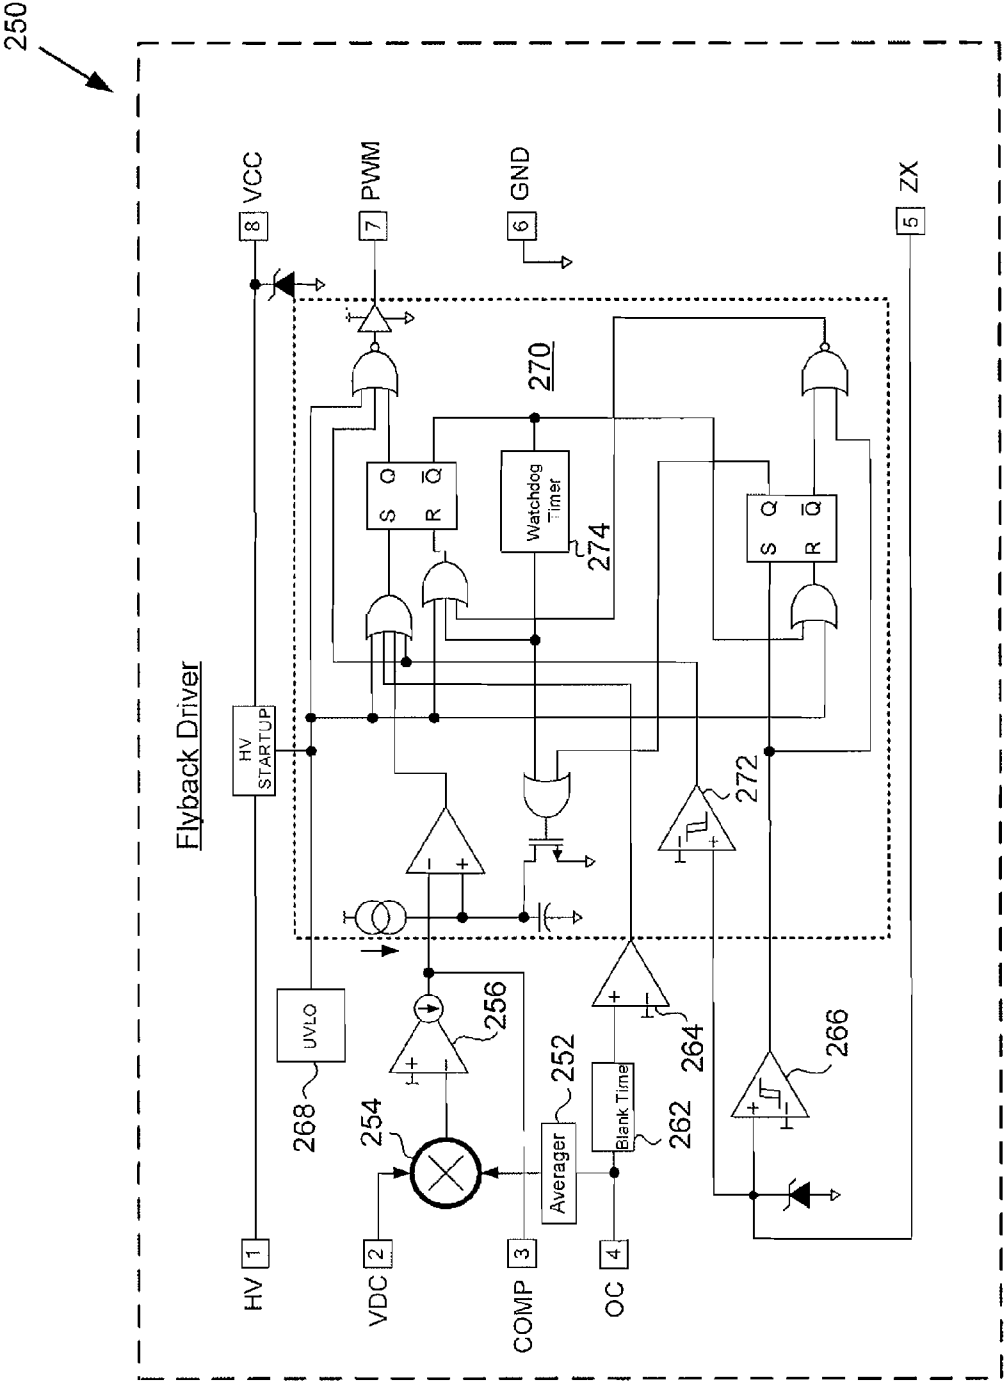 250
Flyback Driver
HV
1
HV
STARTUP
8
VCC
UVLO
268
VDC
2
254
+
−
256
−
+
S
Q
R
Q̅
7
PWM
COMP
3
Averager
252
Watchdog
Timer
274
270
6
GND
OC
4
Blank Time
262
+
−
264
−
+
272
S
Q
R
Q̅
+
−
266
5
ZX